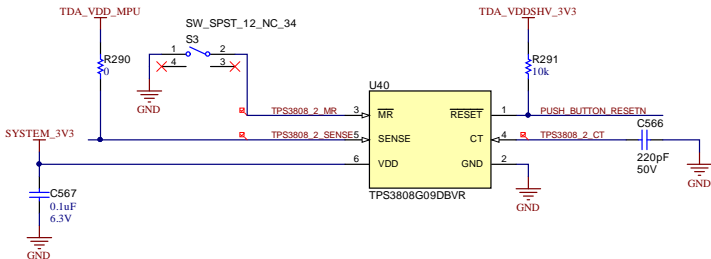 TDA_VDD_MPU
TDA_VDDSHV_3V3
SW_SPST_12_NC_34
S3
1
2
4
3
R290
0
R291
10k
GND
U40
TPS3808_2_MR
3
MR
RESET
1
PUSH_BUTTON_RESETN
SYSTEM_3V3
TPS3808_2_SENSE
5
SENSE
CT
4
TPS3808_2_CT
C566
220pF
50V
6
VDD
GND
2
GND
GND
TPS3808G09DBVR
C567
0.1uF
6.3V
GND